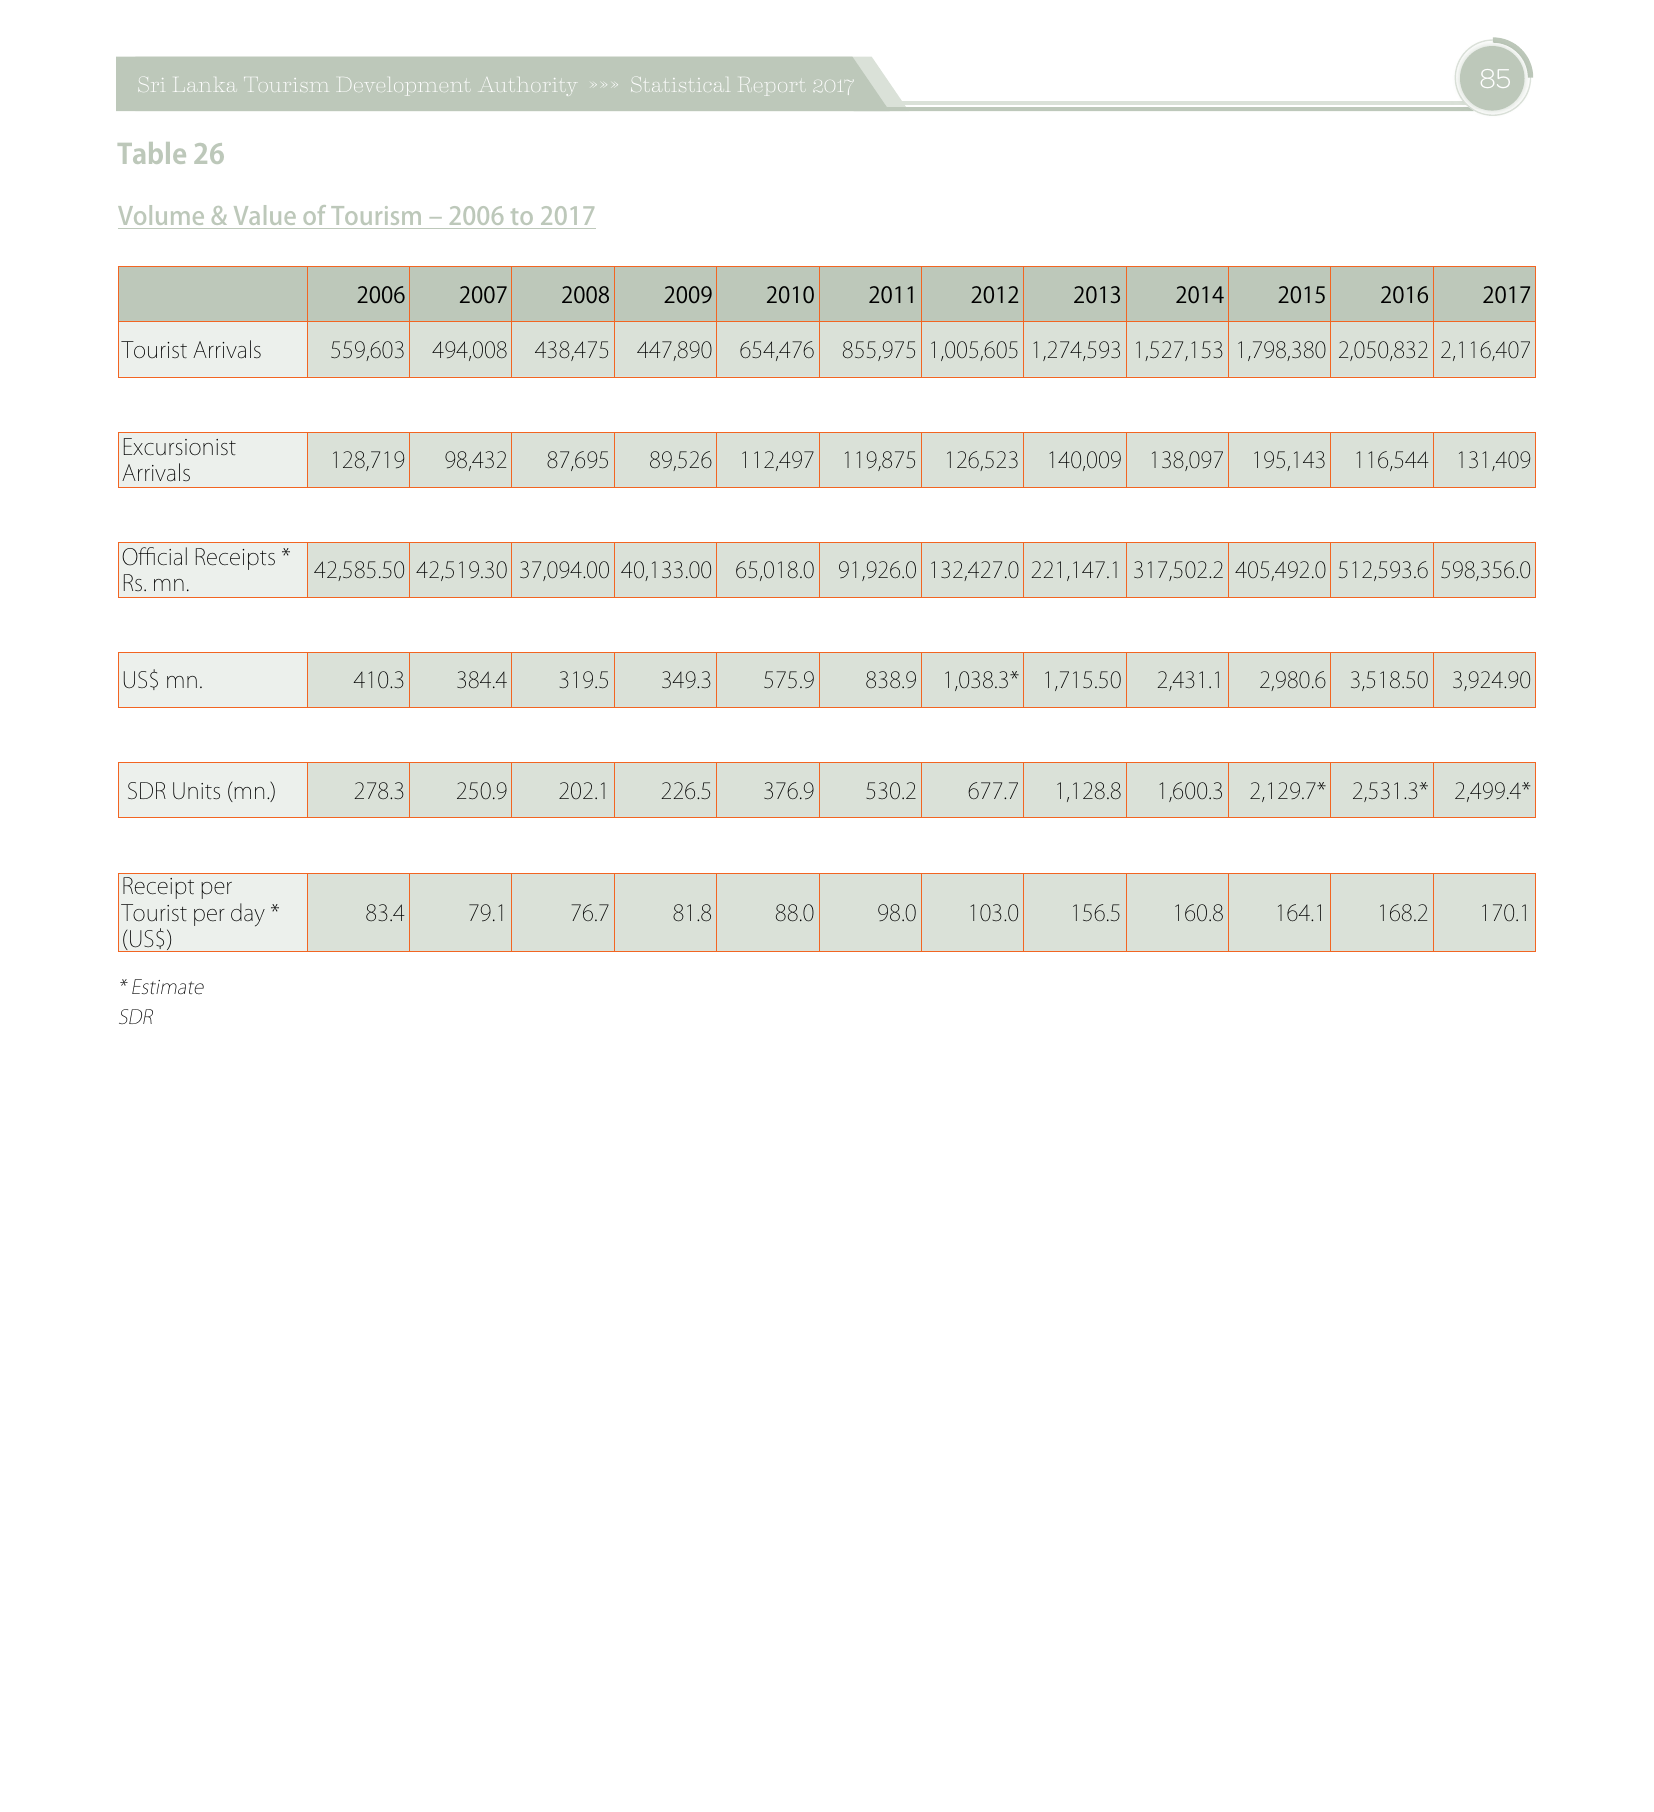 Sri Lanka Tourism Development Authority »»» Statistical Report 2017
85
Table 26
Volume & Value of Tourism – 2006 to 2017
2006 2007 2008 2009 2010 2011 2012 2013 2014 2015 2016 2017
Tourist Arrivals 559,603 494,008 438,475 447,890 654,476 855,975 1,005,605 1,274,593 1,527,153 1,798,380 2,050,832 2,116,407
Excursionist
Arrivals 128,719 98,432 87,695 89,526 112,497 119,875 126,523 140,009 138,097 195,143 116,544 131,409
Official Receipts *
Rs. mn. 42,585.50 42,519.30 37,094.00 40,133.00 65,018.0 91,926.0 132,427.0 221,147.1 317,502.2 405,492.0 512,593.6 598,356.0
US$ mn. 410.3 384.4 319.5 349.3 575.9 838.9 1,038.3* 1,715.50 2,431.1 2,980.6 3,518.50 3,924.90
SDR Units (mn.) 278.3 250.9 202.1 226.5 376.9 530.2 677.7 1,128.8 1,600.3 2,129.7* 2,531.3* 2,499.4*
Receipt per
Tourist per day * 83.4 79.1 76.7 81.8 88.0 98.0 103.0 156.5 160.8 164.1 168.2 170.1
(US$)
* Estimate
SDR